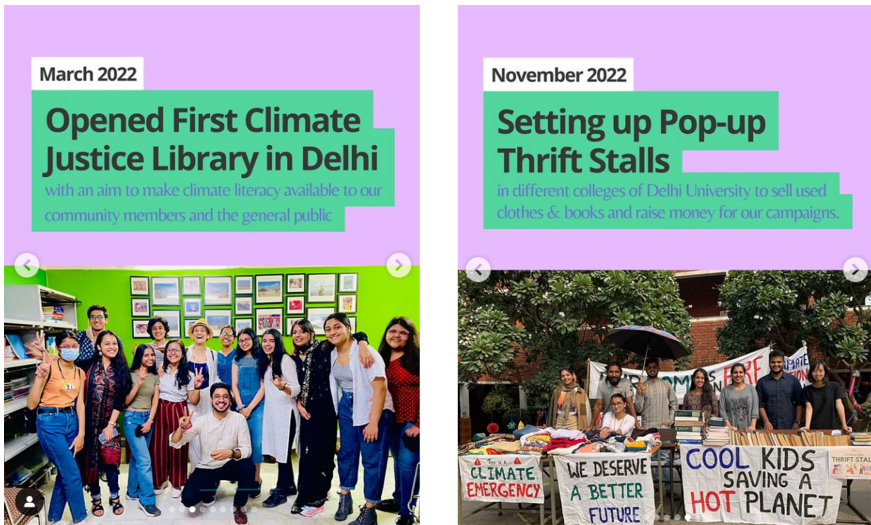 March 2022
Opened First Climate
Justice Library in Delhi
with an aim to make climate literacy available to our
community members and the general public
November 2022
Setting up Pop-up
Thrift Stalls
in different colleges of Delhi University to sell used
clothes & books and raise money for our campaigns.
CLIMATE
EMERGENCY
WE DESERVE
A BETTER
FUTURE
COOL KIDS
SAVING A
HOT PLANET
THRIFT STALL